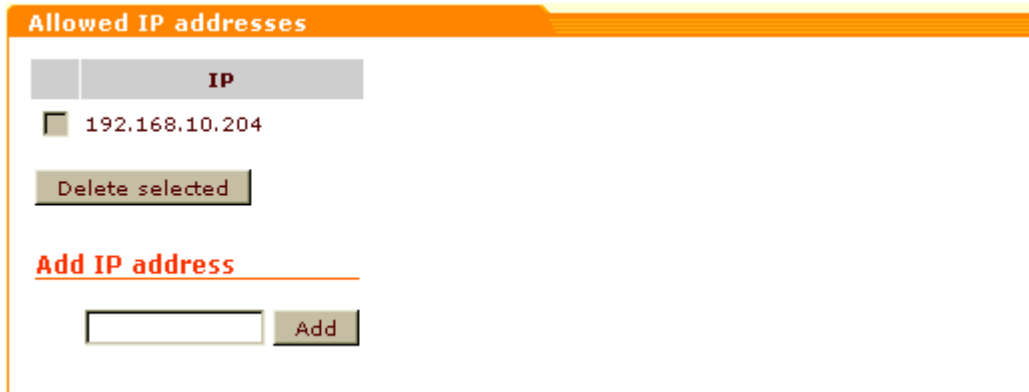 Allowed IP addresses
IP
192.168.10.204
Delete selected
Add IP address
Add